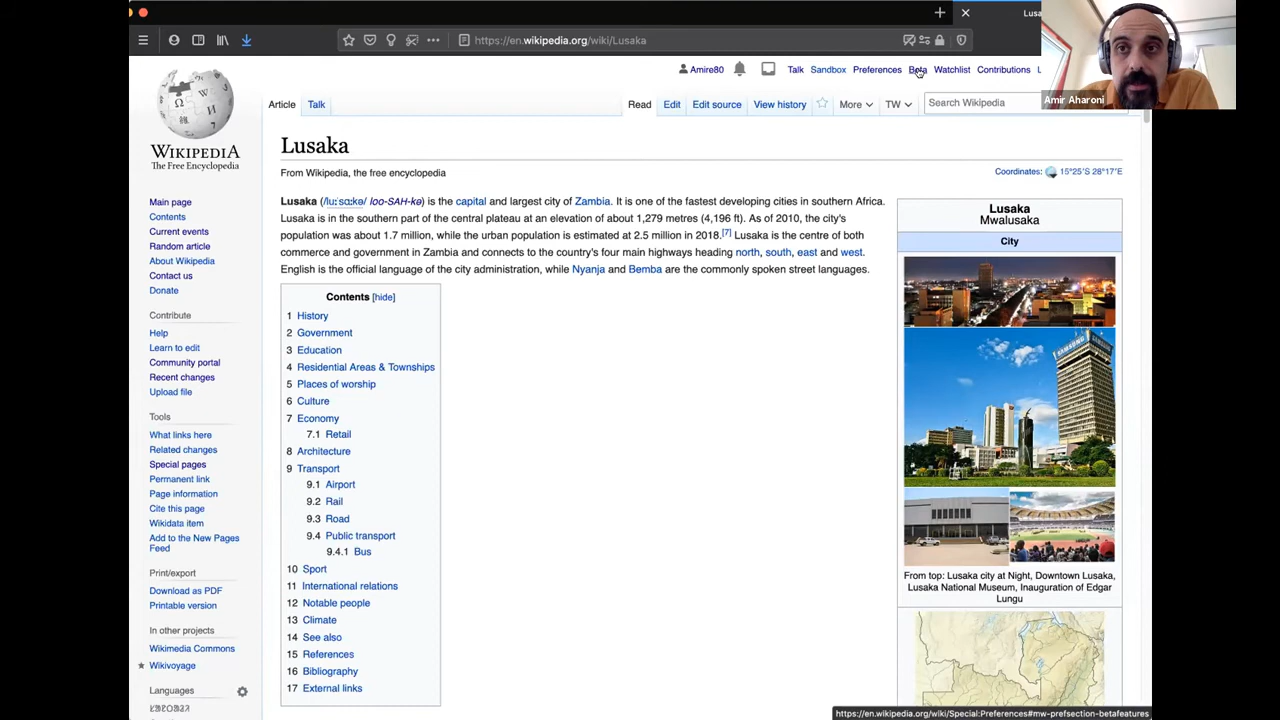 Lusa
https://en.wikipedia.org/wiki/Lusaka
Amire80 Talk Sandbox Preferences Beta Watchlist Contributions L
Amir Aharoni
Article Talk Read Edit Edit source View history More TW Search Wikipedia
WIKIPEDIA
The Free Encyclopedia
Main page
Contents
Current events
Random article
About Wikipedia
Contact us
Donate
Contribute
Help
Learn to edit
Community portal
Recent changes
Upload file
Tools
What links here
Related changes
Special pages
Permanent link
Page information
Cite this page
Wikidata item
Add to the New Pages
Feed
Print/export
Download as PDF
Printable version
In other projects
Wikimedia Commons
Wikivoyage
Languages
Lusaka
From Wikipedia, the free encyclopedia
Coordinates: 15°25′S 28°17′E
Lusaka (/luːˈsɑːkə/ loo-SAH-kə) is the capital and largest city of Zambia. It is one of the fastest developing cities in southern Africa.
Lusaka is in the southern part of the central plateau at an elevation of about 1,279 metres (4,196 ft). As of 2010, the city's
population was about 1.7 million, while the urban population is estimated at 2.5 million in 2018.[7] Lusaka is the centre of both
commerce and government in Zambia and connects to the country's four main highways heading north, south, east and west.
English is the official language of the city administration, while Nyanja and Bemba are the commonly spoken street languages.
Contents [hide]
1 History
2 Government
3 Education
4 Residential Areas & Townships
5 Places of worship
6 Culture
7 Economy
7.1 Retail
8 Architecture
9 Transport
9.1 Airport
9.2 Rail
9.3 Road
9.4 Public transport
9.4.1 Bus
10 Sport
11 International relations
12 Notable people
13 Climate
14 See also
15 References
16 Bibliography
17 External links
Lusaka
Mwalusaka
City
SAMSUNG
From top: Lusaka city at Night, Downtown Lusaka,
Lusaka National Museum, Inauguration of Edgar
Lungu
https://en.wikipedia.org/wiki/Special:Preferences#mw-prefsection-betafeatures